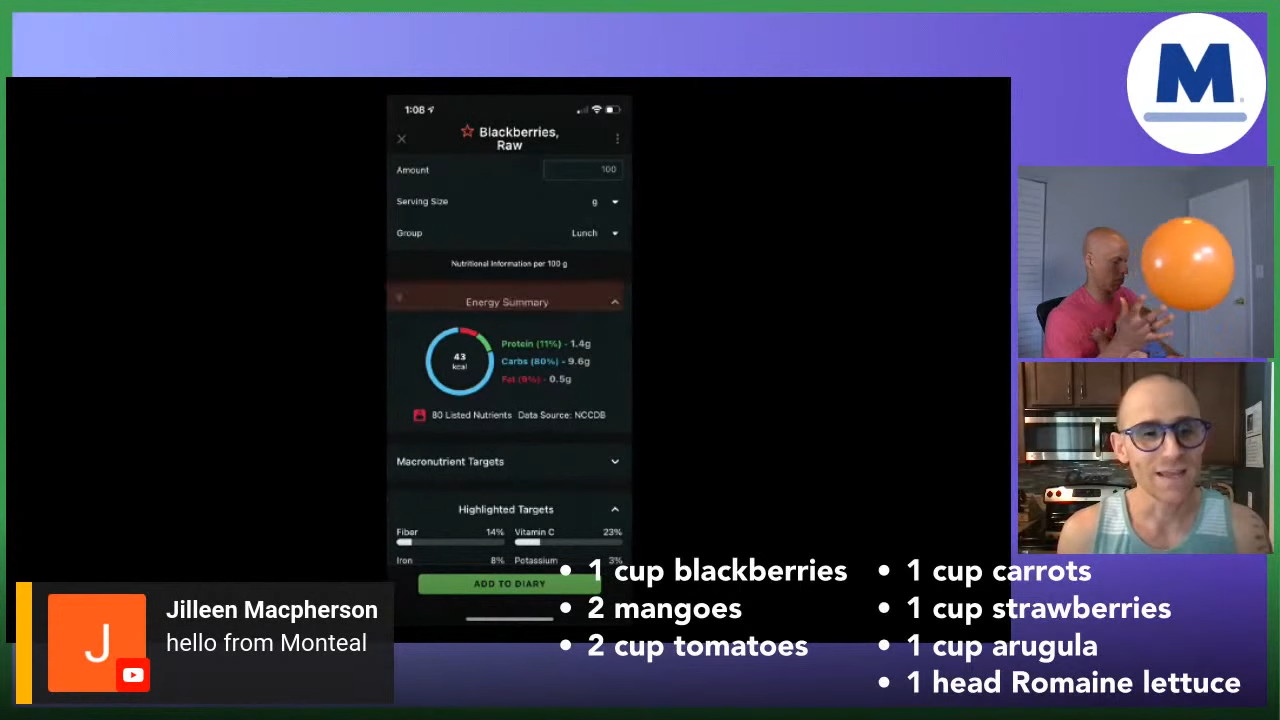 M
1:08
Blackberries,
Raw
Amount 100
Serving Size g
Group Lunch
Nutritional Information per 100 g
Energy Summary
43
kcal
Protein (11%) - 1.4g
Carbs (80%) - 9.6g
Fat (9%) - 0.5g
80 Listed Nutrients Data Source: NCCDB
Macronutrient Targets
Highlighted Targets
Fiber 14% Vitamin C 23%
Iron 8% Potassium 3%
ADD TO DIARY
• 1 cup blackberries
• 2 mangoes
• 2 cup tomatoes
• 1 cup carrots
• 1 cup strawberries
• 1 cup arugula
• 1 head Romaine lettuce
J
Jilleen Macpherson
hello from Monteal